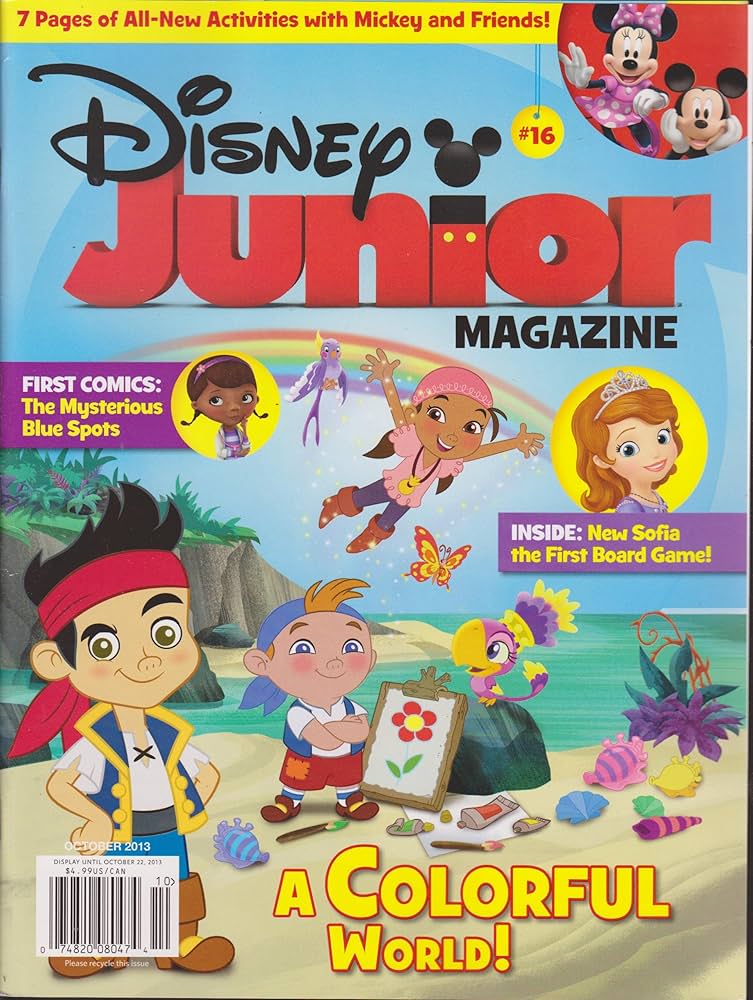 7 Pages of All-New Activities with Mickey and Friends!
#16
DISNEY
Junior
MAGAZINE
FIRST COMICS:
The Mysterious
Blue Spots
INSIDE: New Sofia
the First Board Game!
OCTOBER 2013
DISPLAY UNTIL OCTOBER 22, 2013
$4.99US/CAN
10>
0 74820 08047 4
Please recycle this issue
A COLORFUL
WORLD!